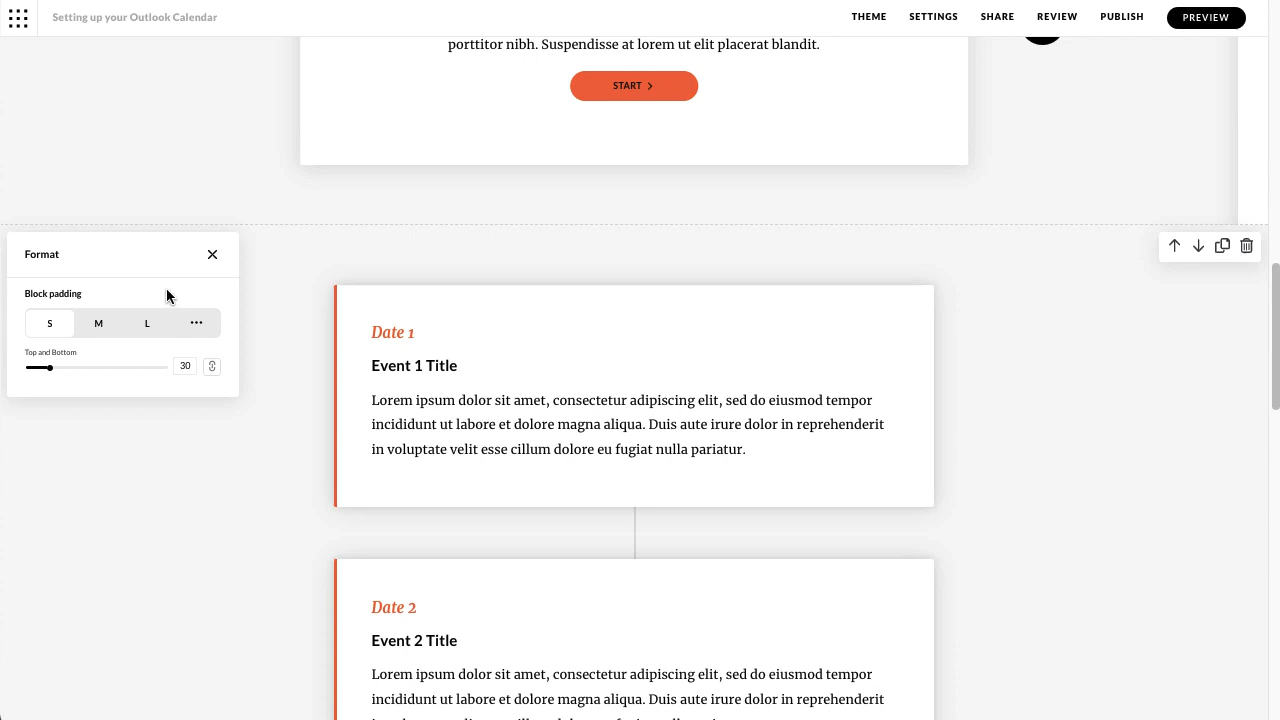 Setting up your Outlook Calendar
THEME SETTINGS SHARE REVIEW PUBLISH PREVIEW
porttitor nibh. Suspendisse at lorem ut elit placerat blandit.
START
Format
Block padding
S M L
Top and Bottom
30
Date 1
Event 1 Title
Lorem ipsum dolor sit amet, consectetur adipiscing elit, sed do eiusmod tempor
incididunt ut labore et dolore magna aliqua. Duis aute irure dolor in reprehenderit
in voluptate velit esse cillum dolore eu fugiat nulla pariatur.
Date 2
Event 2 Title
Lorem ipsum dolor sit amet, consectetur adipiscing elit, sed do eiusmod tempor
incididunt ut labore et dolore magna aliqua. Duis aute irure dolor in reprehenderit